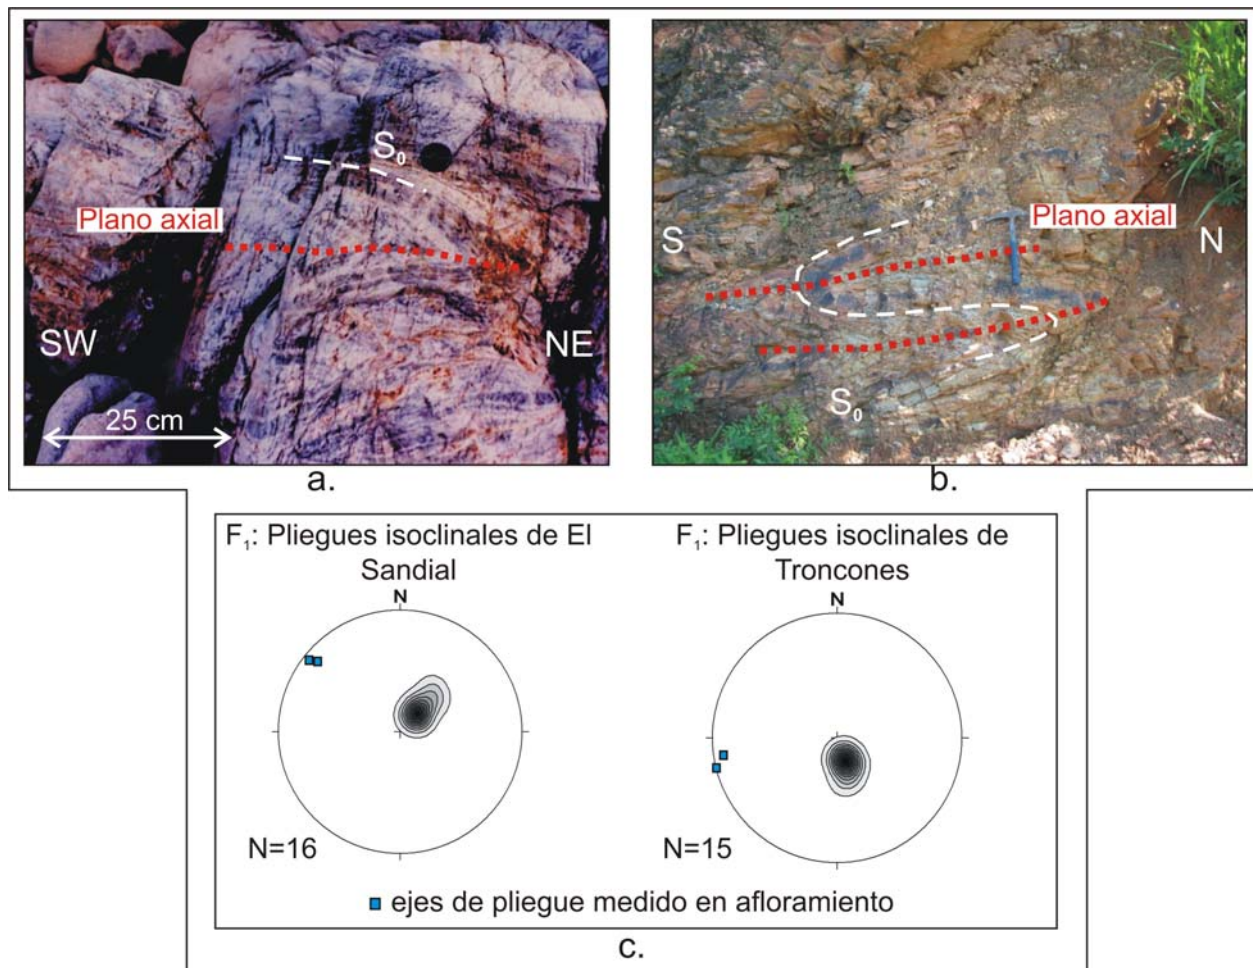 S₀
Plano axial
SW
NE
25 cm
a.
Plano axial
S
N
S₀
b.
F₁: Pliegues isoclinales de El
Sandial
N
N=16
F₁: Pliegues isoclinales de
Troncones
N
N=15
ejes de pliegue medido en afloramiento
c.